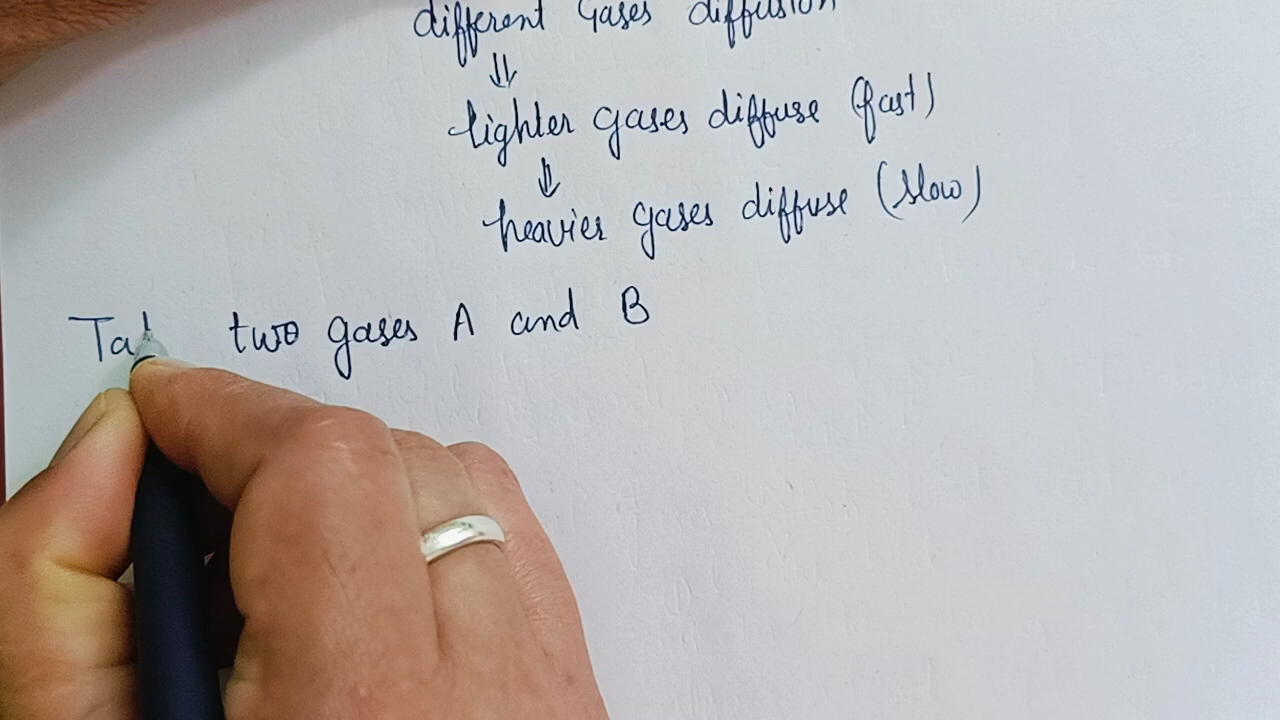 different Gases diffusion
⇓
lighter gases diffuse (fast)
⇓
heavier gases diffuse (slow)
two gases A and B